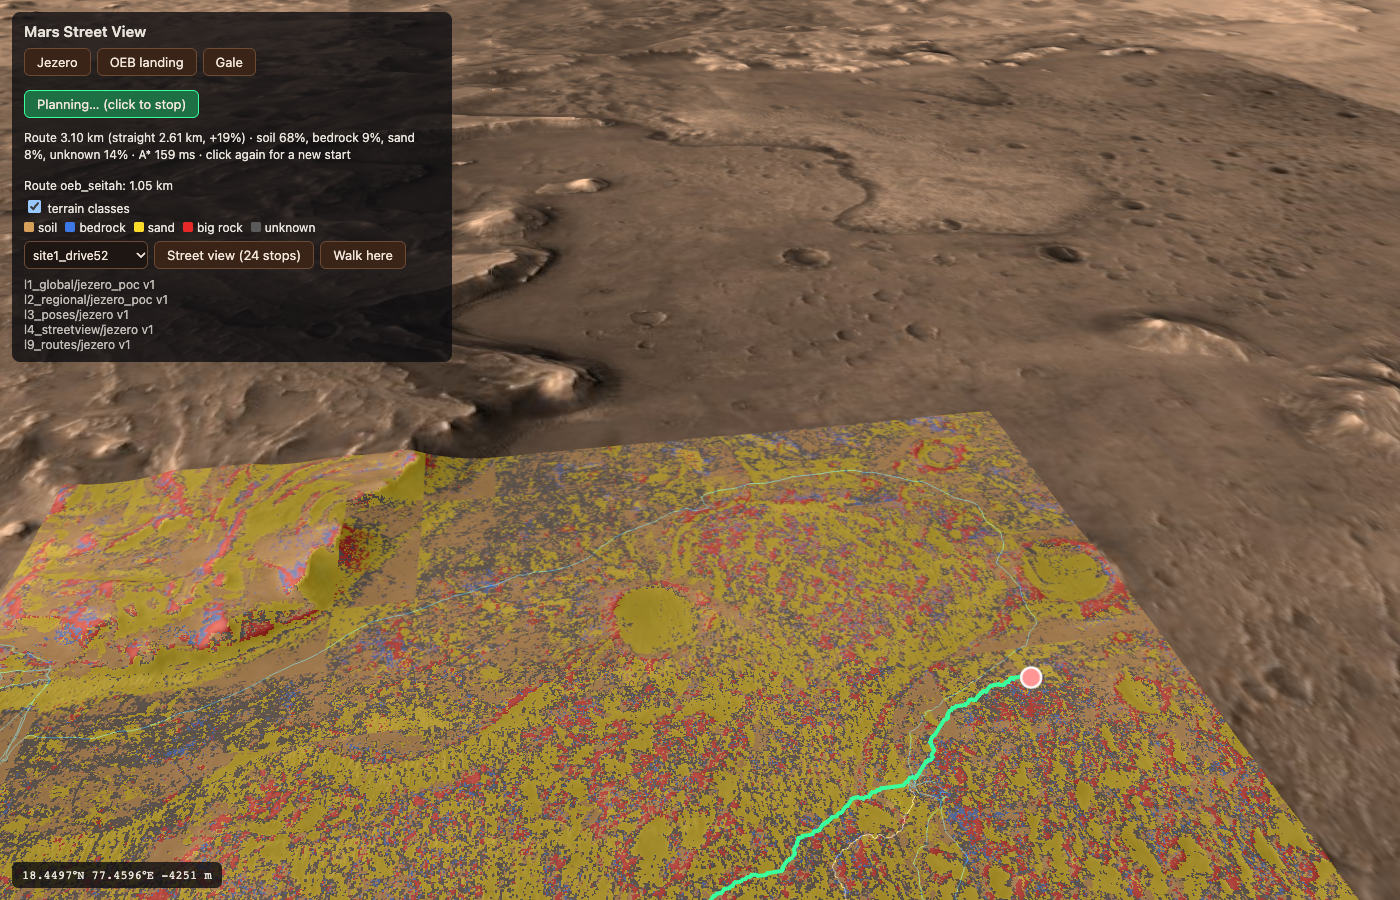 Mars Street View
Jezero
OEB landing
Gale
Planning... (click to stop)
Route 3.10 km (straight 2.61 km, +19%) · soil 68%, bedrock 9%, sand
8%, unknown 14% · A* 159 ms · click again for a new start
Route oeb_seitah: 1.05 km
terrain classes
soil bedrock sand big rock unknown
site1_drive52
Street view (24 stops)
Walk here
l1_global/jezero_poc v1
l2_regional/jezero_poc v1
l3_poses/jezero v1
l4_streetview/jezero v1
l9_routes/jezero v1
18.4497°N 77.4596°E −4251 m